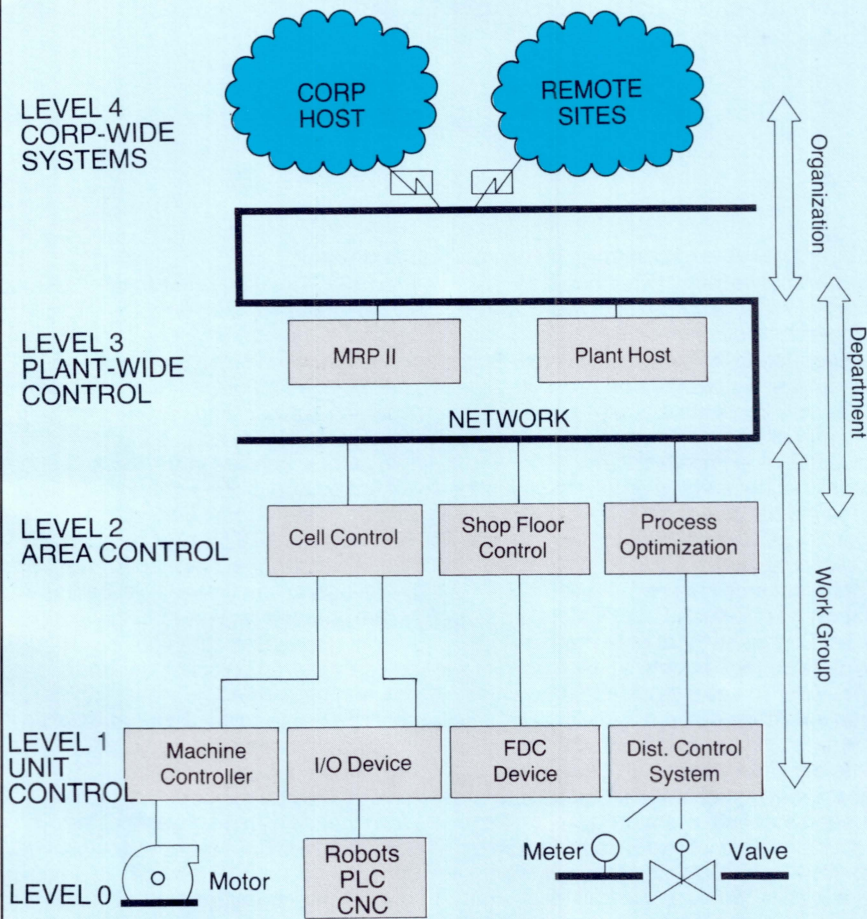 LEVEL 4
CORP-WIDE
SYSTEMS
CORP
HOST
REMOTE
SITES
Organization
LEVEL 3
PLANT-WIDE
CONTROL
MRP II
Plant Host
Department
NETWORK
LEVEL 2
AREA CONTROL
Cell Control
Shop Floor
Control
Process
Optimization
Work Group
LEVEL 1
UNIT
CONTROL
Machine
Controller
I/O Device
FDC
Device
Dist. Control
System
LEVEL 0
Motor
Robots
PLC
CNC
Meter
Valve